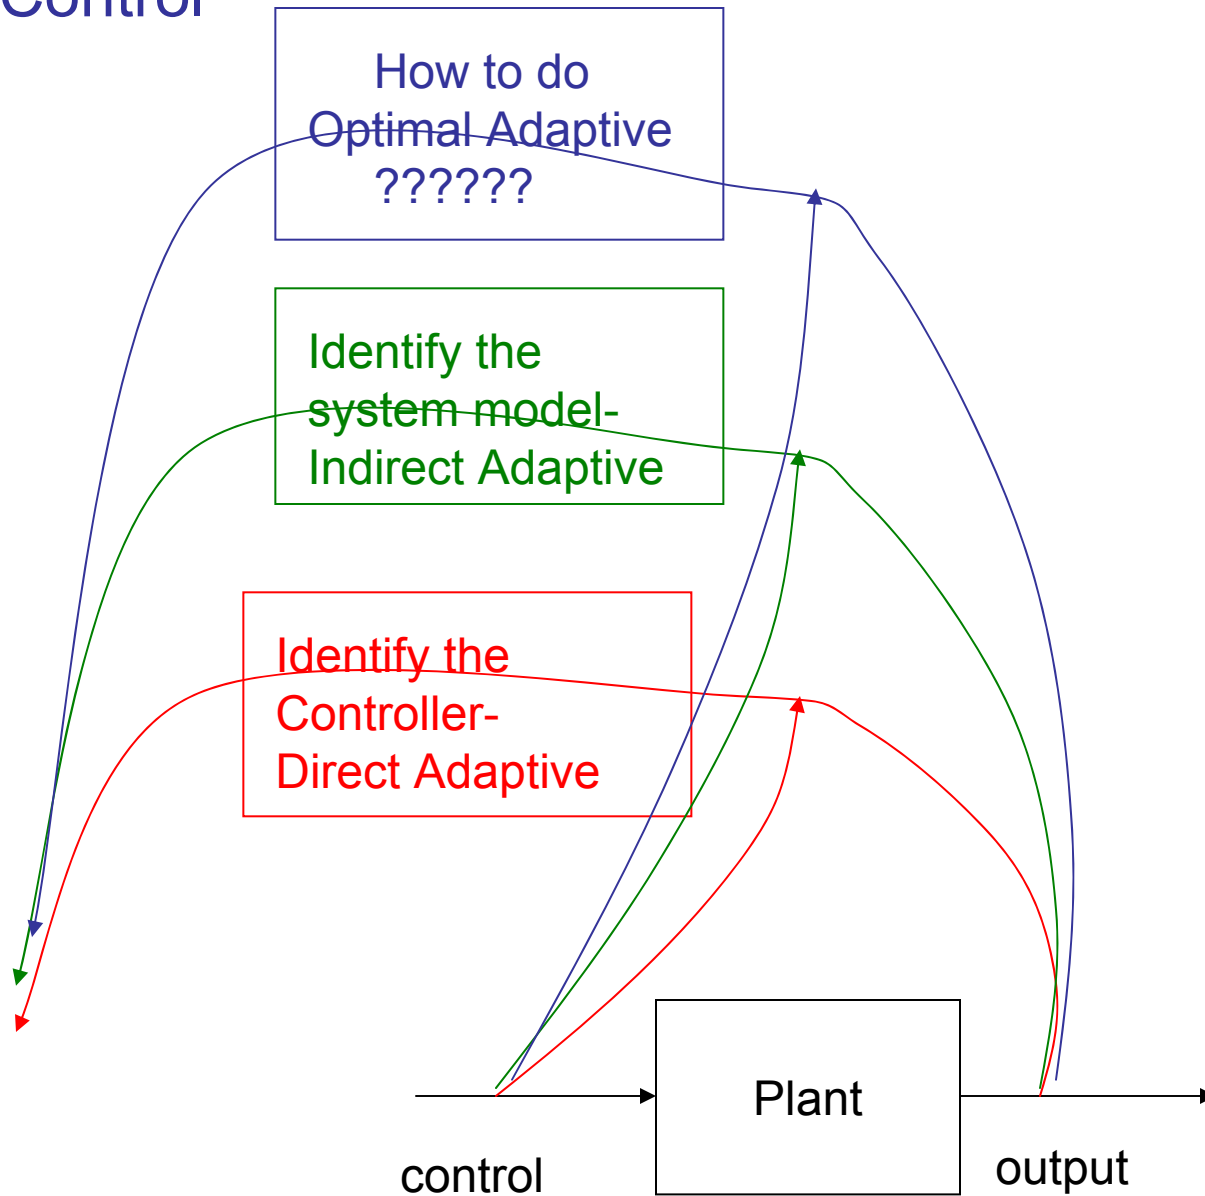 Control
How to do
Optimal Adaptive
??????
Identify the
system model-
Indirect Adaptive
Identify the
Controller-
Direct Adaptive
Plant
control
output